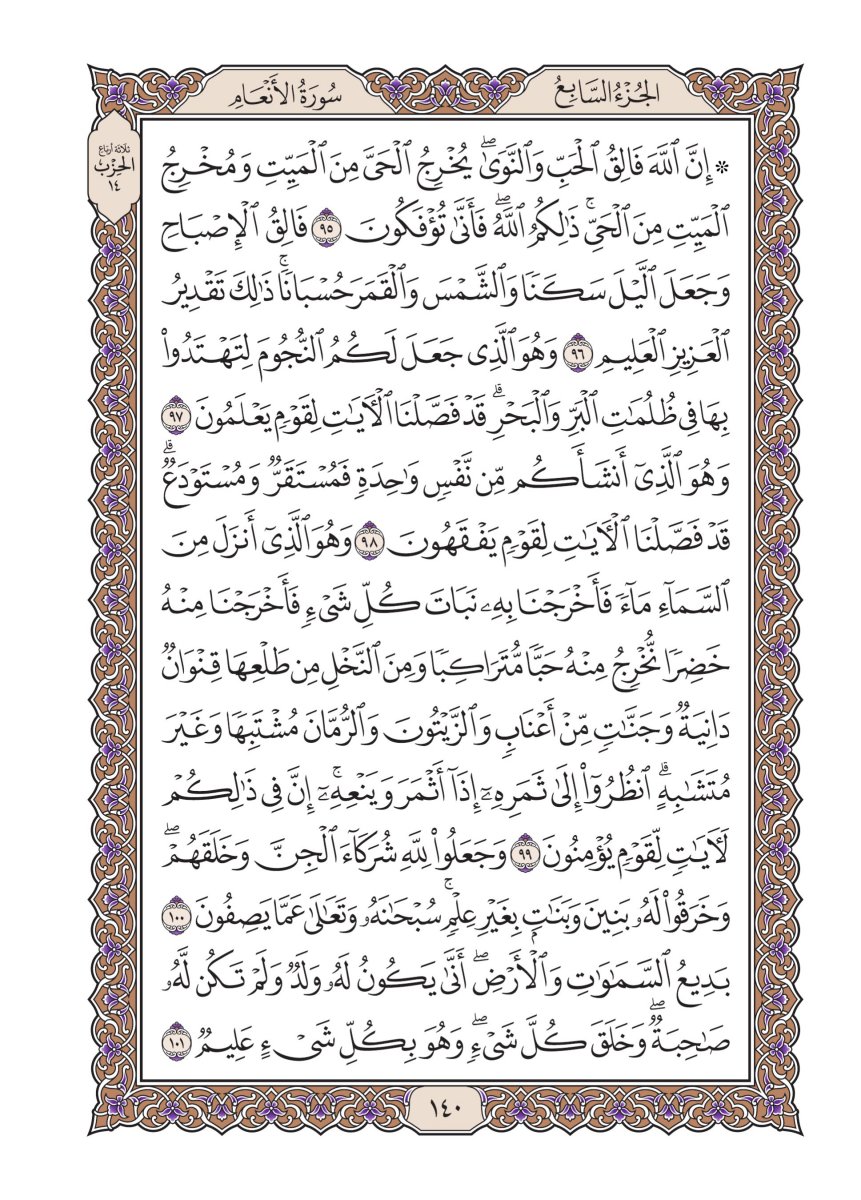 الجُزْءُ السَّابِعُ
سُورَةُ الأَنْعَامِ
ثلاثة أرباع
الحِزْب
١٤
* إِنَّ ٱللَّهَ فَالِقُ ٱلْحَبِّ وَٱلنَّوَىٰۖ يُخْرِجُ ٱلْحَىَّ مِنَ ٱلْمَيِّتِ وَمُخْرِجُ
ٱلْمَيِّتِ مِنَ ٱلْحَىِّۚ ذَٰلِكُمُ ٱللَّهُۖ فَأَنَّىٰ تُؤْفَكُونَ ٩٥ فَالِقُ ٱلْإِصْبَاحِ
وَجَعَلَ ٱلَّيْلَ سَكَنًا وَٱلشَّمْسَ وَٱلْقَمَرَ حُسْبَانًاۚ ذَٰلِكَ تَقْدِيرُ
ٱلْعَزِيزِ ٱلْعَلِيمِ ٩٦ وَهُوَ ٱلَّذِى جَعَلَ لَكُمُ ٱلنُّجُومَ لِتَهْتَدُوا۟
بِهَا فِى ظُلُمَٰتِ ٱلْبَرِّ وَٱلْبَحْرِۗ قَدْ فَصَّلْنَا ٱلْءَايَٰتِ لِقَوْمٍ يَعْلَمُونَ ٩٧
وَهُوَ ٱلَّذِىٓ أَنشَأَكُم مِّن نَّفْسٍ وَٰحِدَةٍ فَمُسْتَقَرٌّ وَمُسْتَوْدَعٌۗ
قَدْ فَصَّلْنَا ٱلْءَايَٰتِ لِقَوْمٍ يَفْقَهُونَ ٩٨ وَهُوَ ٱلَّذِىٓ أَنزَلَ مِنَ
ٱلسَّمَآءِ مَآءً فَأَخْرَجْنَا بِهِۦ نَبَاتَ كُلِّ شَىْءٍ فَأَخْرَجْنَا مِنْهُ
خَضِرًا نُّخْرِجُ مِنْهُ حَبًّا مُّتَرَاكِبًا وَمِنَ ٱلنَّخْلِ مِن طَلْعِهَا قِنْوَانٌ
دَانِيَةٌ وَجَنَّٰتٍ مِّنْ أَعْنَابٍ وَٱلزَّيْتُونَ وَٱلرُّمَّانَ مُشْتَبِهًا وَغَيْرَ
مُتَشَٰبِهٍۗ ٱنظُرُوٓا۟ إِلَىٰ ثَمَرِهِۦٓ إِذَآ أَثْمَرَ وَيَنْعِهِۦٓۚ إِنَّ فِى ذَٰلِكُمْ
لَءَايَٰتٍ لِّقَوْمٍ يُؤْمِنُونَ ٩٩ وَجَعَلُوا۟ لِلَّهِ شُرَكَآءَ ٱلْجِنَّ وَخَلَقَهُمْۖ
وَخَرَقُوا۟ لَهُۥ بَنِينَ وَبَنَٰتٍۭ بِغَيْرِ عِلْمٍۚ سُبْحَٰنَهُۥ وَتَعَٰلَىٰ عَمَّا يَصِفُونَ ١٠٠
بَدِيعُ ٱلسَّمَٰوَٰتِ وَٱلْأَرْضِۖ أَنَّىٰ يَكُونُ لَهُۥ وَلَدٌ وَلَمْ تَكُن لَّهُۥ
صَٰحِبَةٌۖ وَخَلَقَ كُلَّ شَىْءٍۖ وَهُوَ بِكُلِّ شَىْءٍ عَلِيمٌ ١٠١
١٤٠